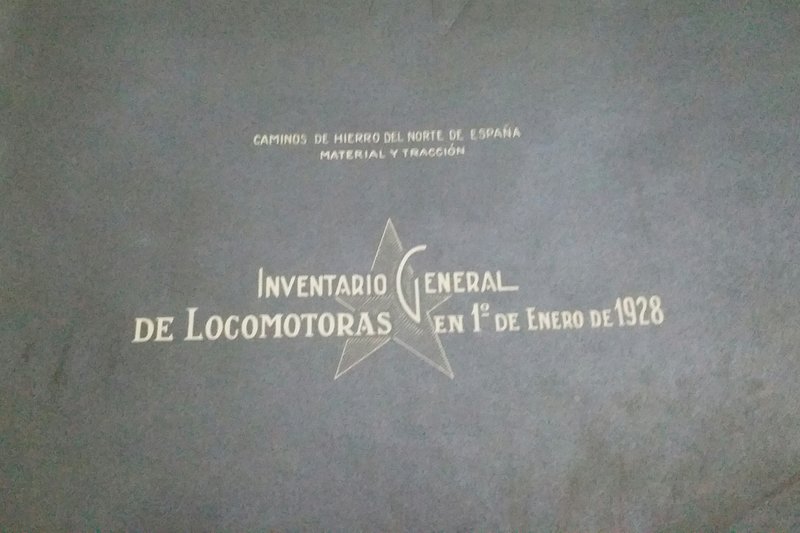 CAMINOS DE HIERRO DEL NORTE DE ESPAÑA
MATERIAL Y TRACCIÓN
INVENTARIO GENERAL
DE LOCOMOTORAS EN 1º DE ENERO DE 1928